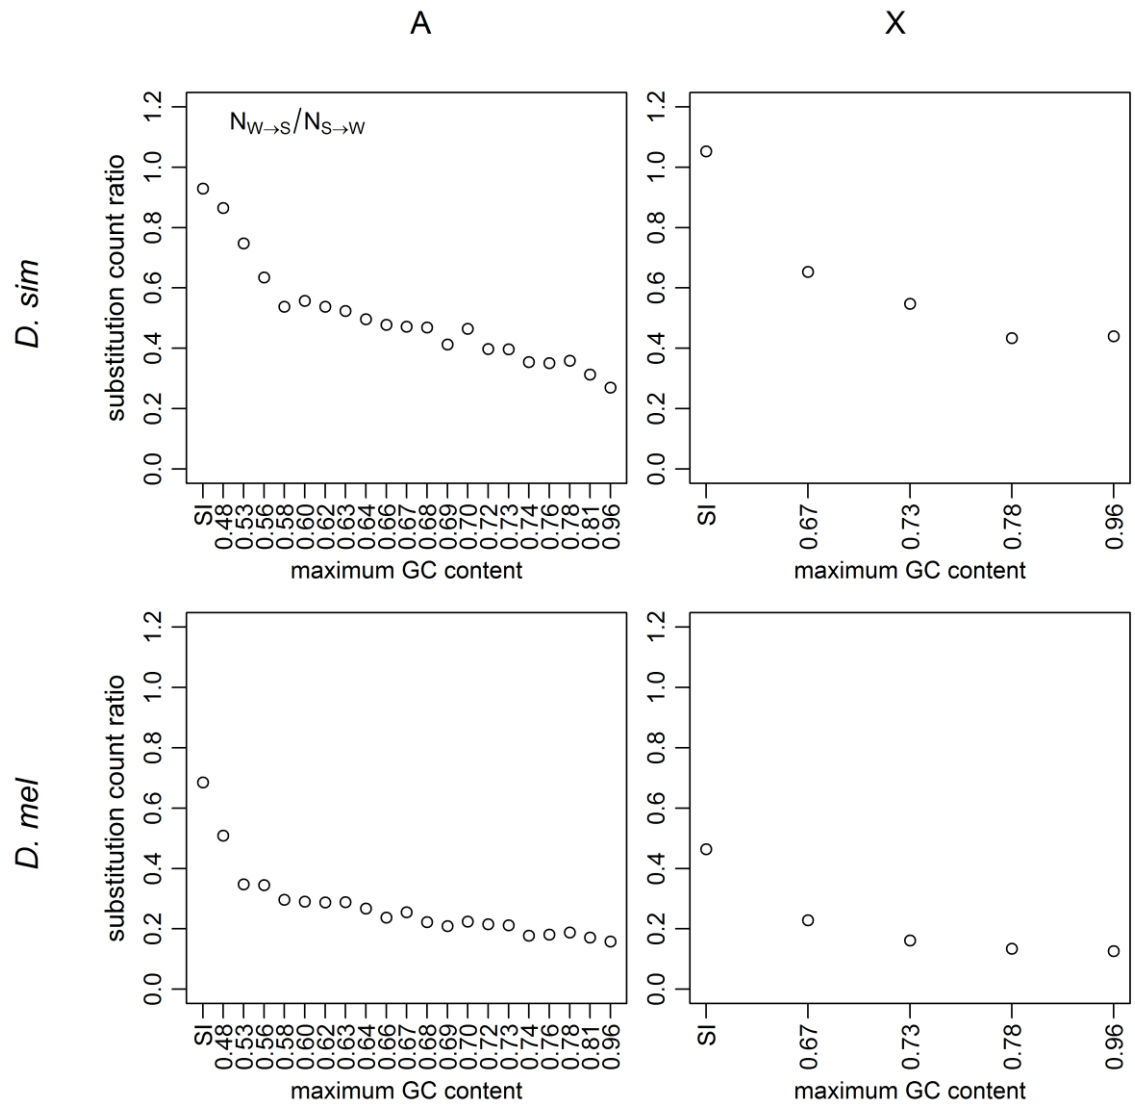 A X
D. sim
substitution count ratio
N W→S / N S→W
0.0 0.2 0.4 0.6 0.8 1.0 1.2
SI 0.48 0.53 0.56 0.58 0.60 0.62 0.63 0.64 0.66 0.67 0.68 0.69 0.70 0.72 0.73 0.74 0.76 0.78 0.81 0.96
maximum GC content
substitution count ratio
0.0 0.2 0.4 0.6 0.8 1.0 1.2
SI 0.67 0.73 0.78 0.96
maximum GC content
D. mel
substitution count ratio
0.0 0.2 0.4 0.6 0.8 1.0 1.2
SI 0.48 0.53 0.56 0.58 0.60 0.62 0.63 0.64 0.66 0.67 0.68 0.69 0.70 0.72 0.73 0.74 0.76 0.78 0.81 0.96
maximum GC content
substitution count ratio
0.0 0.2 0.4 0.6 0.8 1.0 1.2
SI 0.67 0.73 0.78 0.96
maximum GC content